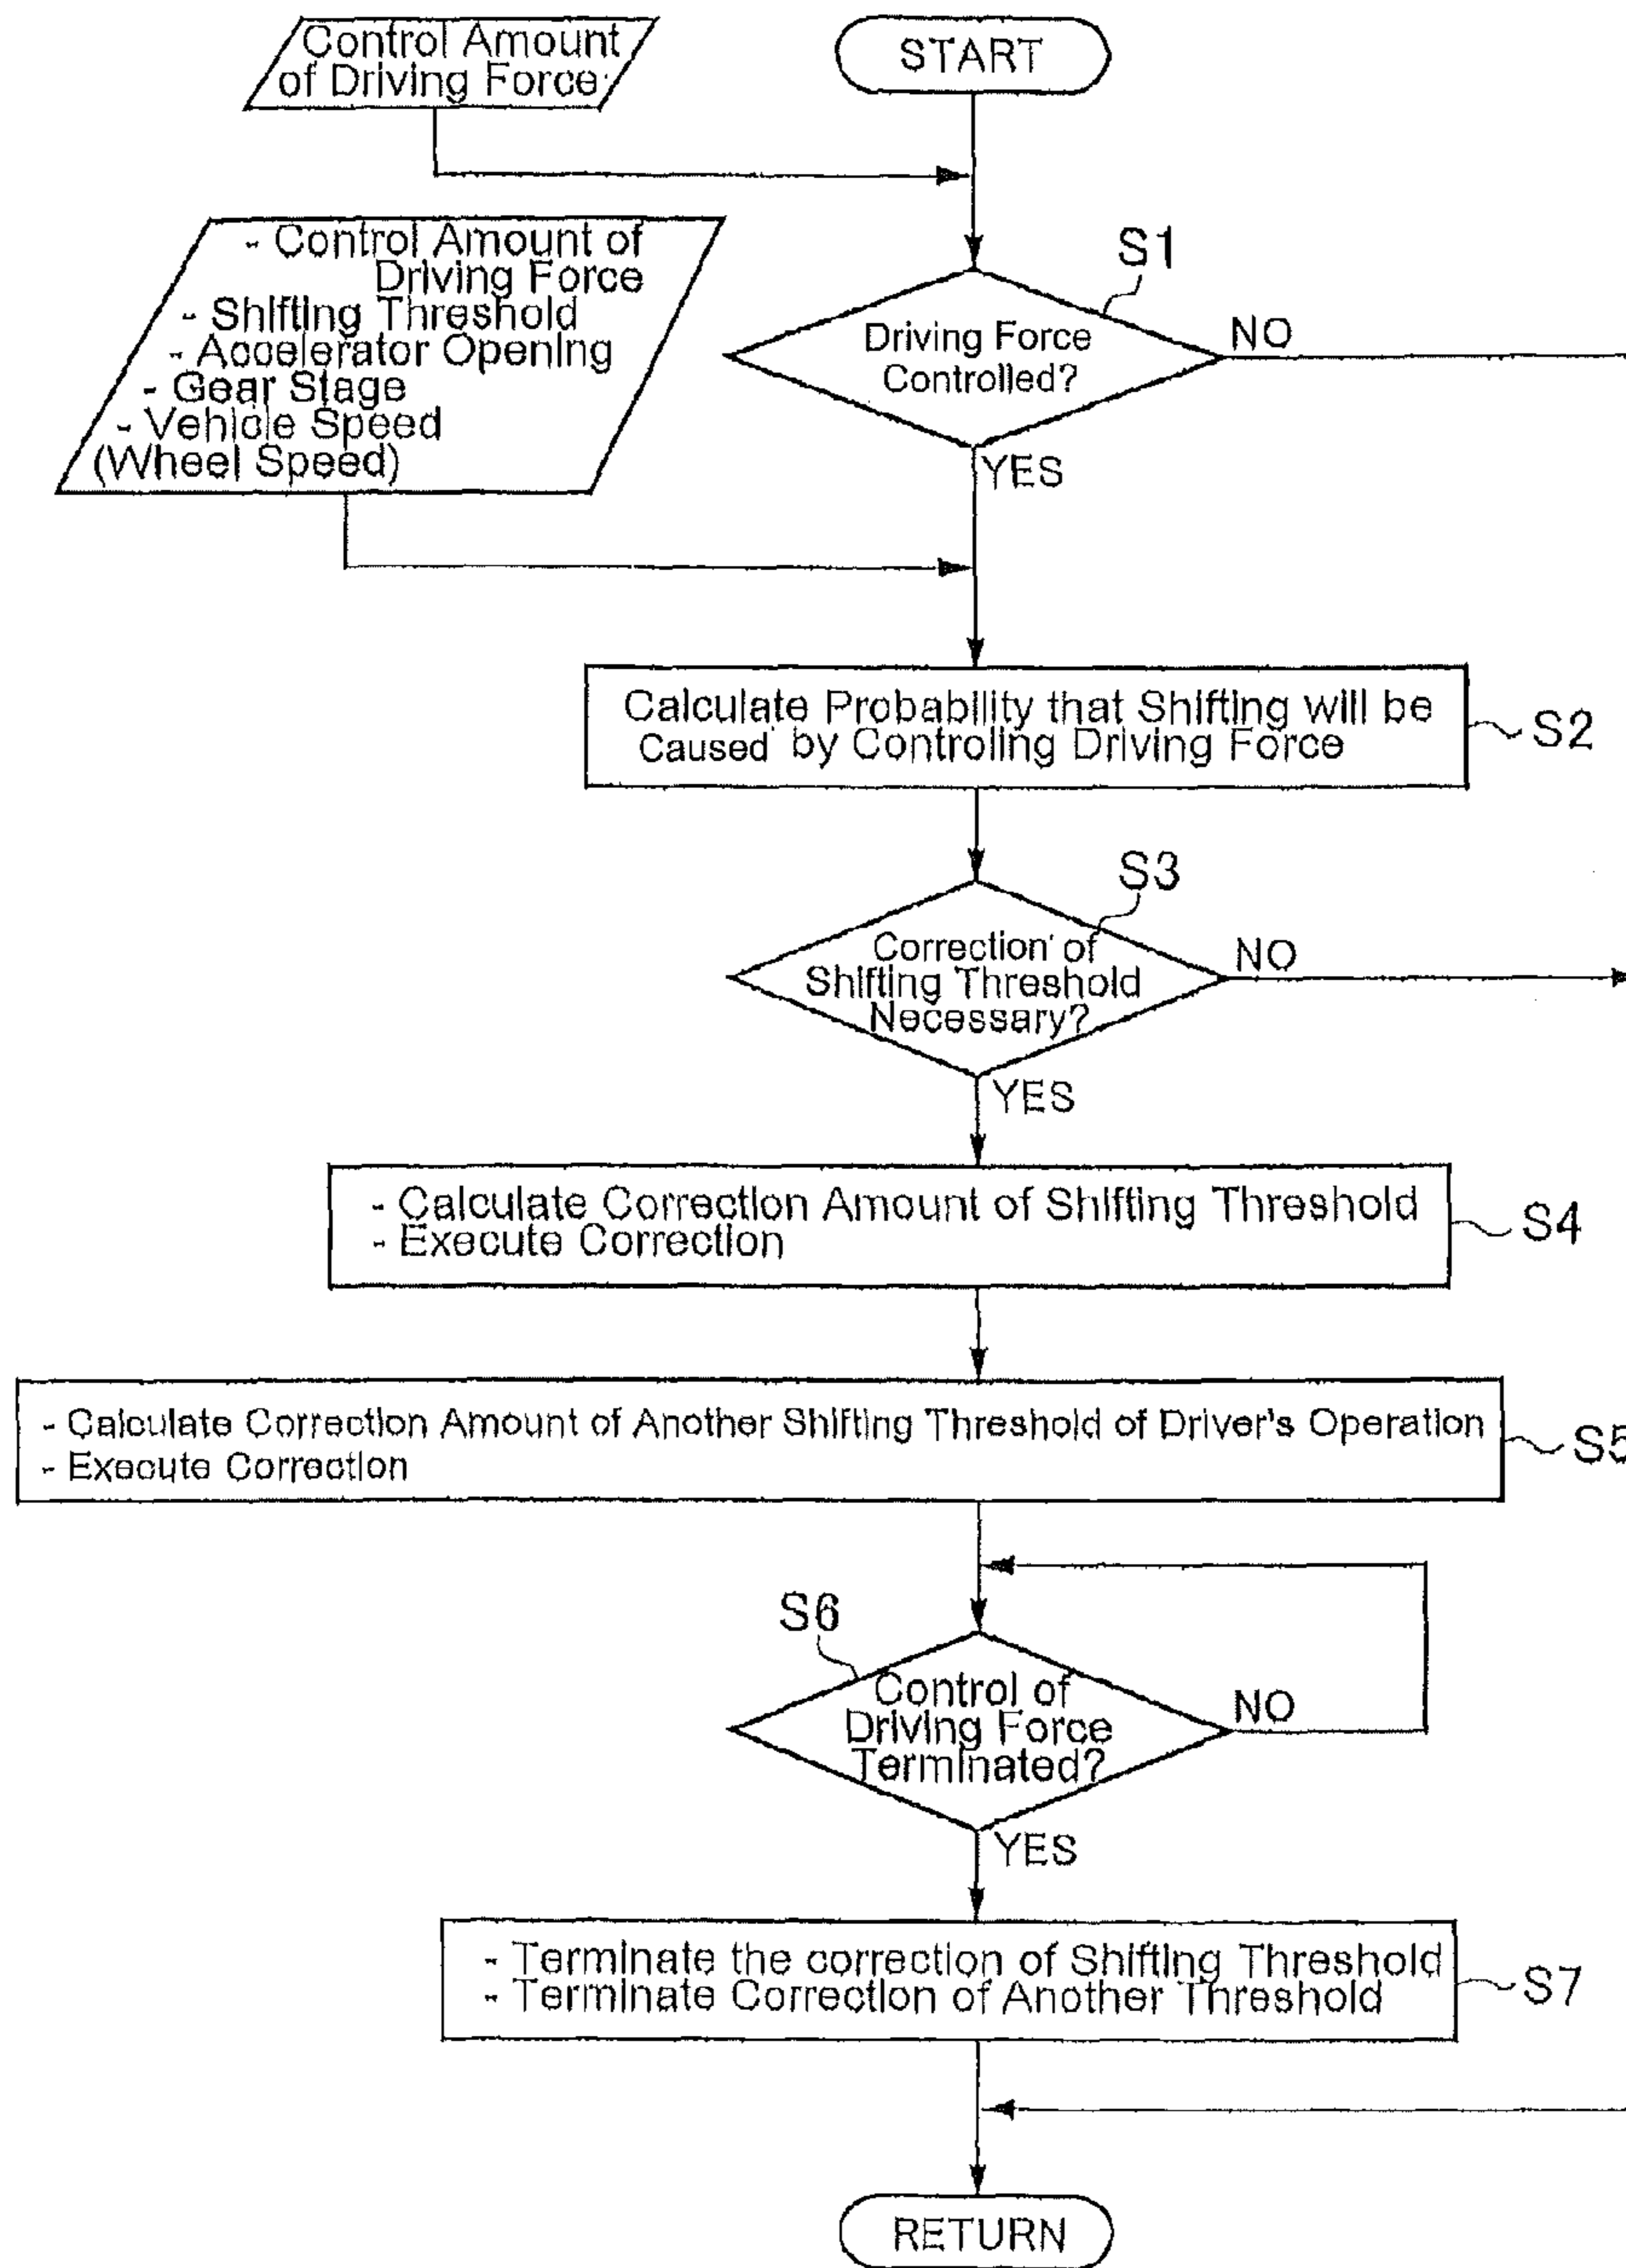 Control Amount
of Driving Force
START
- Control Amount of
Driving Force
- Shifting Threshold
- Accelerator Opening
- Gear Stage
- Vehicle Speed
(Wheel Speed)
S1
Driving Force
Controlled?
NO
YES
Calculate Probability that Shifting will be
Caused by Controling Driving Force
S2
S3
Correction of
Shifting Threshold
Necessary?
NO
YES
- Calculate Correction Amount of Shifting Threshold
- Execute Correction
S4
- Calculate Correction Amount of Another Shifting Threshold of Driver's Operation
- Execute Correction
S5
S6
Control of
Driving Force
Terminated?
NO
YES
- Terminate the correction of Shifting Threshold
- Terminate Correction of Another Threshold
S7
RETURN